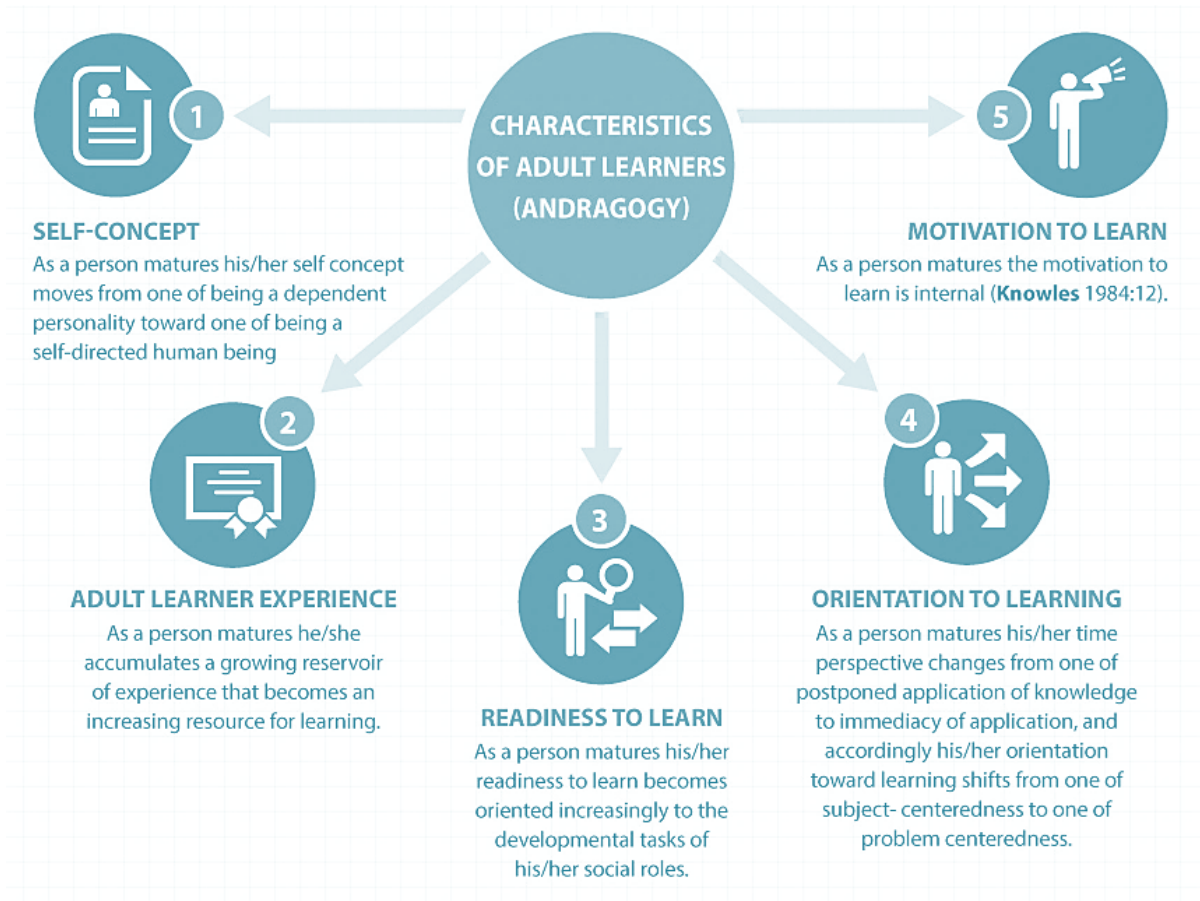 CHARACTERISTICS
OF ADULT LEARNERS
(ANDRAGOGY)
1
SELF-CONCEPT
As a person matures his/her self concept
moves from one of being a dependent
personality toward one of being a
self-directed human being
2
ADULT LEARNER EXPERIENCE
As a person matures he/she
accumulates a growing reservoir
of experience that becomes an
increasing resource for learning.
3
READINESS TO LEARN
As a person matures his/her
readiness to learn becomes
oriented increasingly to the
developmental tasks of
his/her social roles.
4
ORIENTATION TO LEARNING
As a person matures his/her time
perspective changes from one of
postponed application of knowledge
to immediacy of application, and
accordingly his/her orientation
toward learning shifts from one of
subject- centeredness to one of
problem centeredness.
5
MOTIVATION TO LEARN
As a person matures the motivation to
learn is internal (Knowles 1984:12).